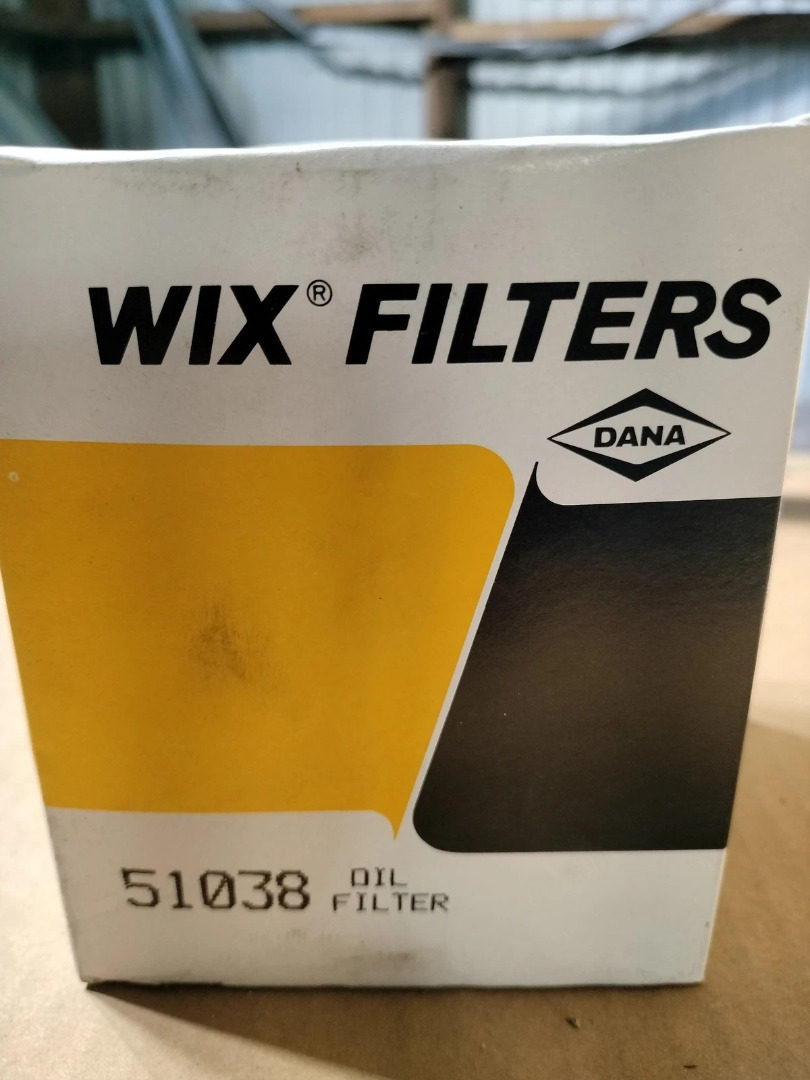 WIX® FILTERS
DANA
51038 OIL
FILTER